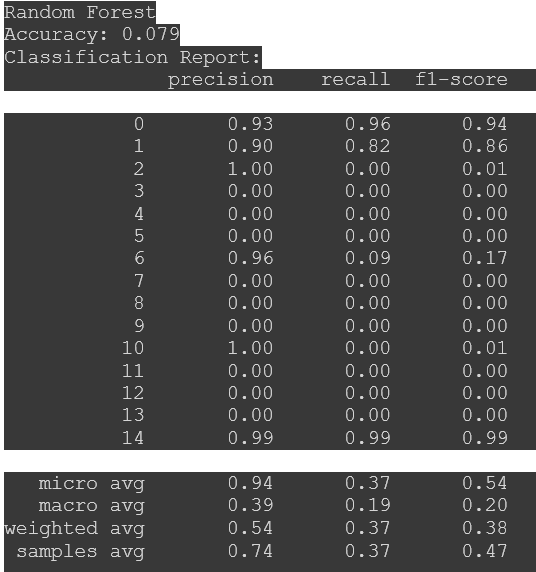 Random Forest
Accuracy: 0.079
Classification Report:
precision recall f1-score
0 0.93 0.96 0.94
1 0.90 0.82 0.86
2 1.00 0.00 0.01
3 0.00 0.00 0.00
4 0.00 0.00 0.00
5 0.00 0.00 0.00
6 0.96 0.09 0.17
7 0.00 0.00 0.00
8 0.00 0.00 0.00
9 0.00 0.00 0.00
10 1.00 0.00 0.01
11 0.00 0.00 0.00
12 0.00 0.00 0.00
13 0.00 0.00 0.00
14 0.99 0.99 0.99
micro avg 0.94 0.37 0.54
macro avg 0.39 0.19 0.20
weighted avg 0.54 0.37 0.38
samples avg 0.74 0.37 0.47